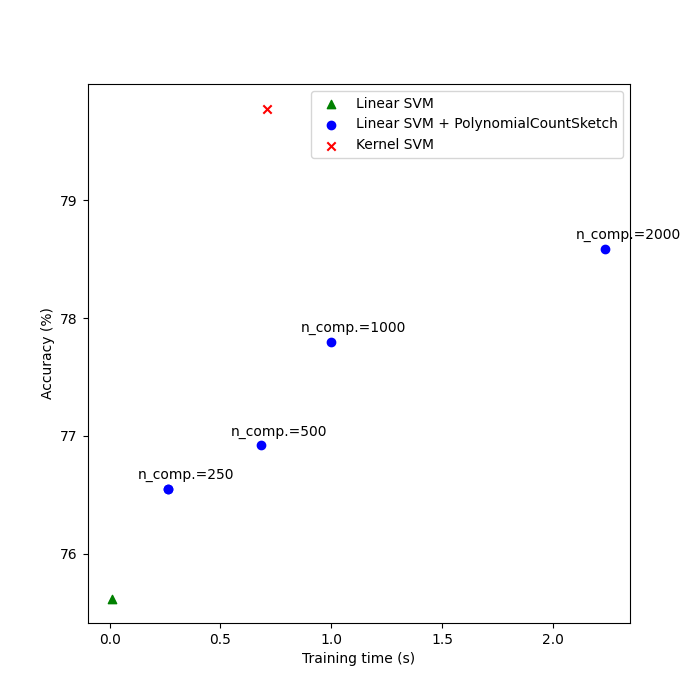 Linear SVM
Linear SVM + PolynomialCountSketch
Kernel SVM
79
n_comp.=2000
78
n_comp.=1000
77
n_comp.=500
n_comp.=250
76
Accuracy (%)
0.0 0.5 1.0 1.5 2.0
Training time (s)